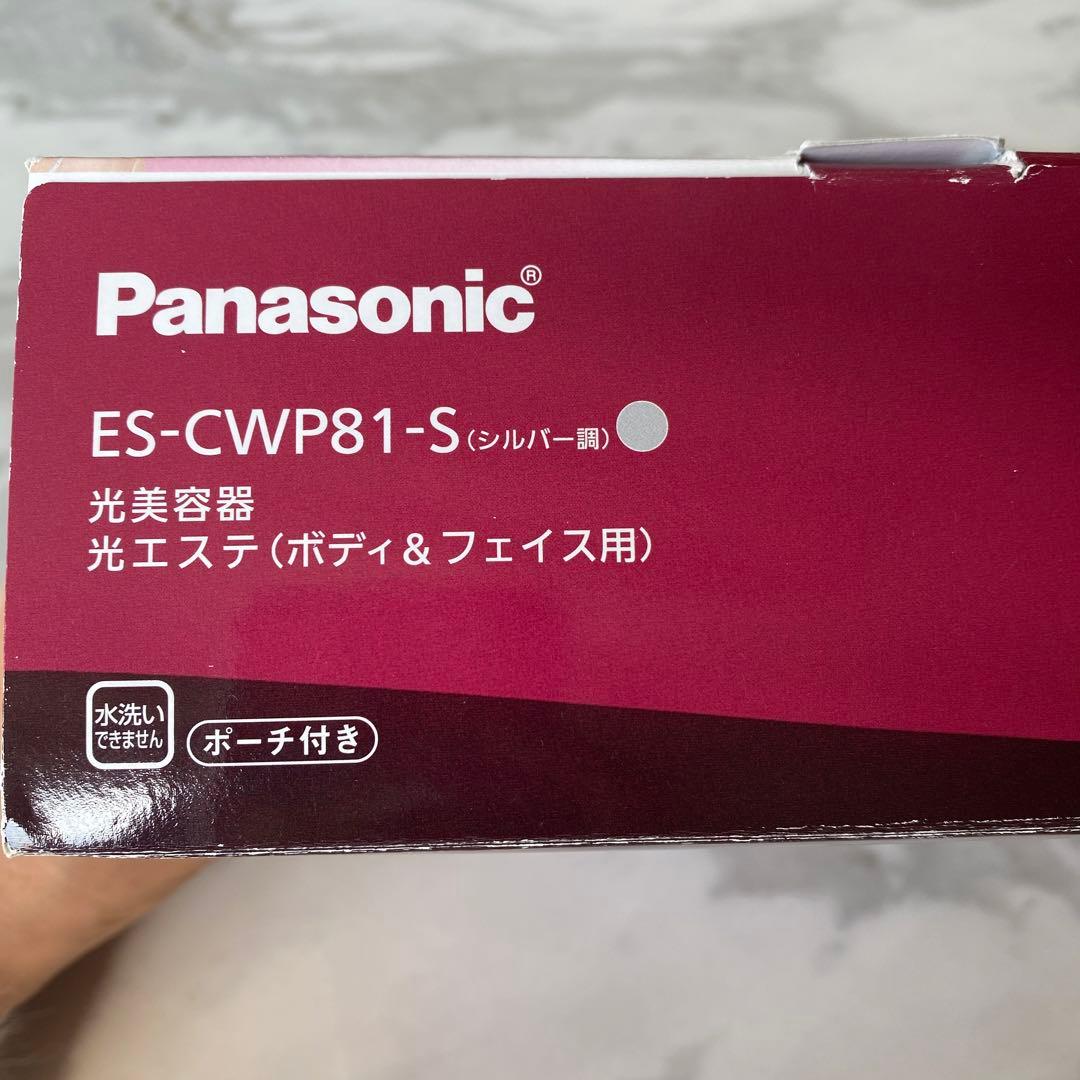 Panasonic®
ES-CWP81-S(シルバー調)
光美容器
光エステ(ボディ&フェイス用)
水洗い
できません
ポーチ付き